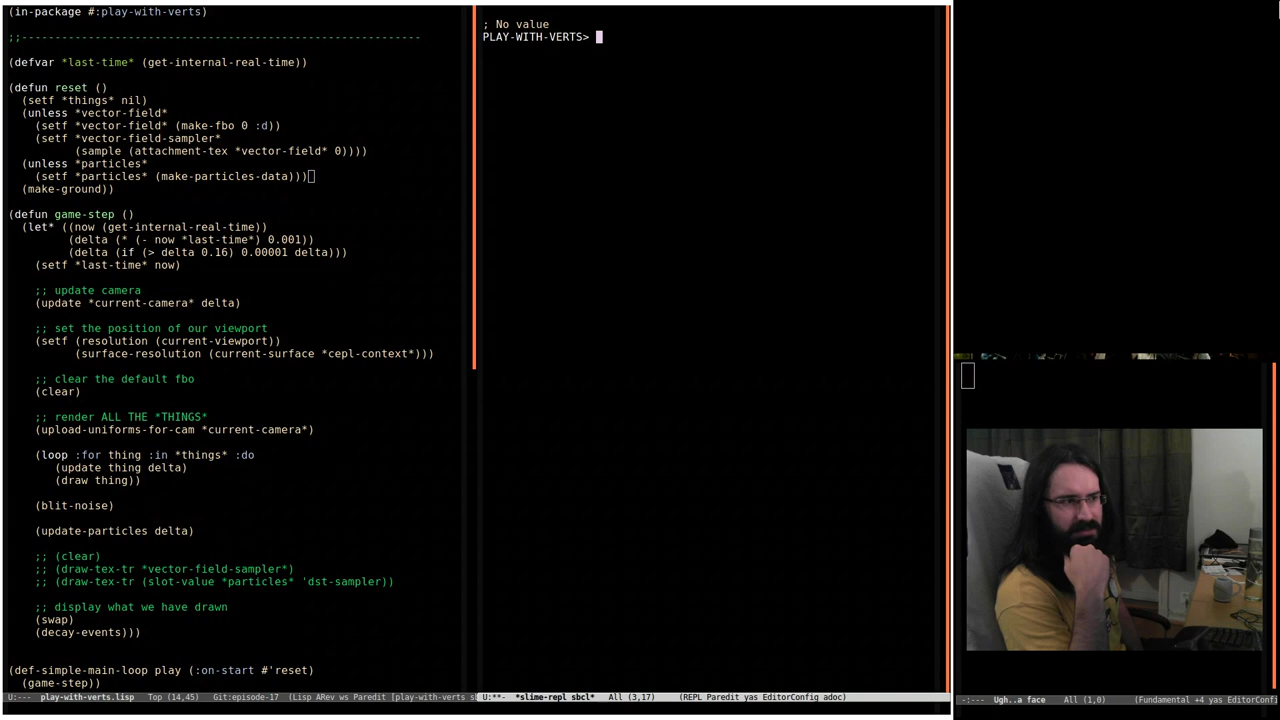 (in-package #:play-with-verts)
;;------------------------------------------------------------
(defvar *last-time* (get-internal-real-time))
(defun reset ()
  (setf *things* nil)
  (unless *vector-field*
    (setf *vector-field* (make-fbo 0 :d))
    (setf *vector-field-sampler*
          (sample (attachment-tex *vector-field* 0))))
  (unless *particles*
    (setf *particles* (make-particles-data)))
  (make-ground))
(defun game-step ()
  (let* ((now (get-internal-real-time))
         (delta (* (- now *last-time*) 0.001))
         (delta (if (> delta 0.16) 0.00001 delta)))
    (setf *last-time* now)
    ;; update camera
    (update *current-camera* delta)
    ;; set the position of our viewport
    (setf (resolution (current-viewport))
          (surface-resolution (current-surface *cepl-context*)))
    ;; clear the default fbo
    (clear)
    ;; render ALL THE *THINGS*
    (upload-uniforms-for-cam *current-camera*)
    (loop :for thing :in *things* :do
       (update thing delta)
       (draw thing))
    (blit-noise)
    (update-particles delta)
    ;; (clear)
    ;; (draw-tex-tr *vector-field-sampler*)
    ;; (draw-tex-tr (slot-value *particles* 'dst-sampler))
    ;; display what we have drawn
    (swap)
    (decay-events)))
(def-simple-main-loop play (:on-start #'reset)
  (game-step))
U:--- play-with-verts.lisp Top (14,45) Git:episode-17 (Lisp ARev ws Paredit [play-with-verts s
; No value
PLAY-WITH-VERTS>
U:**- *slime-repl sbcl* All (3,17) (REPL Paredit yas EditorConfig adoc)
-:--- Ugh..a face All (1,0) (Fundamental +4 yas EditorConfi